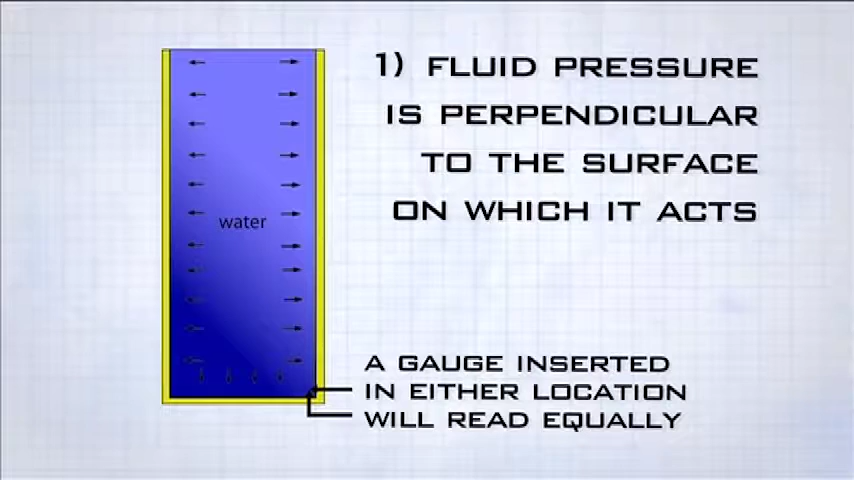 1) FLUID PRESSURE
IS PERPENDICULAR
TO THE SURFACE
ON WHICH IT ACTS
water
A GAUGE INSERTED
IN EITHER LOCATION
WILL READ EQUALLY